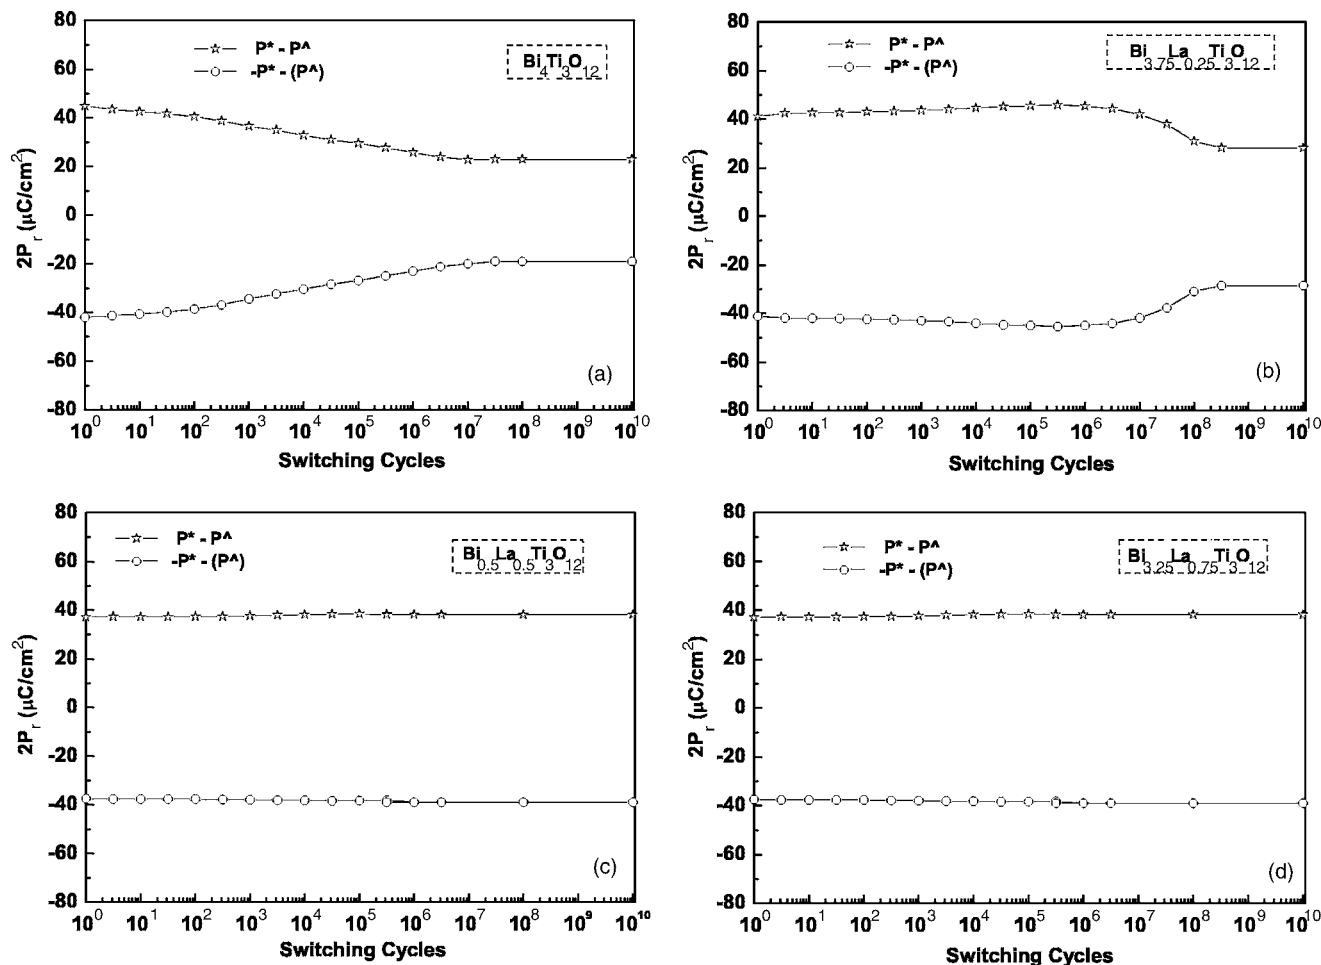 P* - P^
-P* - (P^)
Bi4Ti3O12
80
60
40
20
0
-20
-40
-60
-80
2Pr (μC/cm2)
(a)
10^0 10^1 10^2 10^3 10^4 10^5 10^6 10^7 10^8 10^10
Switching Cycles
P* - P^
-P* - (P^)
Bi3.75La0.25Ti3O12
80
60
40
20
0
-20
-40
-60
-80
2Pr (μC/cm2)
(b)
10^0 10^1 10^2 10^3 10^4 10^5 10^6 10^7 10^8 10^9 10^10
Switching Cycles
P* - P^
-P* - (P^)
Bi0.5La0.5Ti3O12
80
60
40
20
0
-20
-40
-60
-80
2Pr (μC/cm2)
(c)
10^0 10^1 10^2 10^3 10^4 10^5 10^6 10^7 10^8 10^9 10^10
Switching Cycles
P* - P^
-P* - (P^)
Bi3.25La0.75Ti3O12
80
60
40
20
0
-20
-40
-60
-80
2Pr (μC/cm2)
(d)
10^0 10^1 10^2 10^3 10^4 10^5 10^6 10^7 10^8 10^9 10^10
Switching Cycles